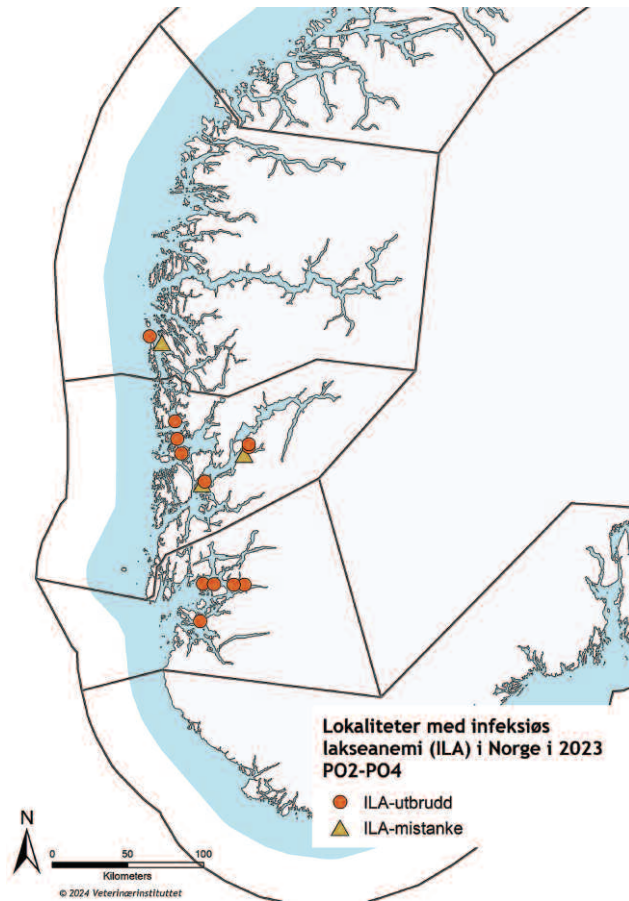 Lokaliteter med infeksiøs
lakseanemi (ILA) i Norge i 2023
PO2-PO4
ILA-utbrudd
ILA-mistanke
N
0 50 100
Kilometers
© 2024 Veterinærinstituttet